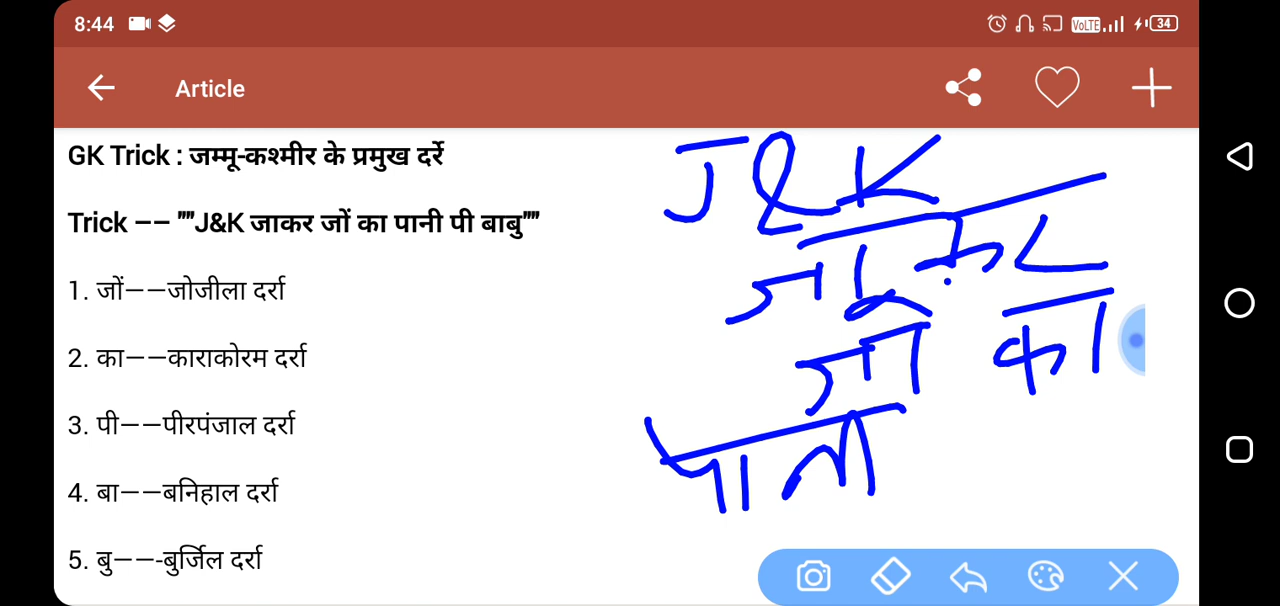 8:44 VoLTE 34
Article
GK Trick : जम्मू-कश्मीर के प्रमुख दर्रे
Trick –– ""J&K जाकर जों का पानी पी बाबु""
1. जों––जोजीला दर्रा
2. का––काराकोरम दर्रा
3. पी––पीरपंजाल दर्रा
4. बा––बनिहाल दर्रा
5. बु––-बुर्जिल दर्रा
J&K
जाकर
जो का
पानी